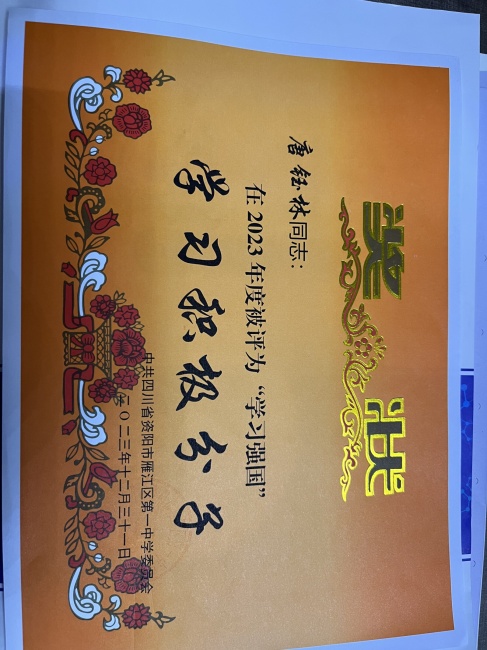 奖状
唐钰林同志：
在2023年度被评为“学习强国”
学习积极分子
中共四川省资阳市雁江区第一中学委员会
二〇二三年十二月三十一日